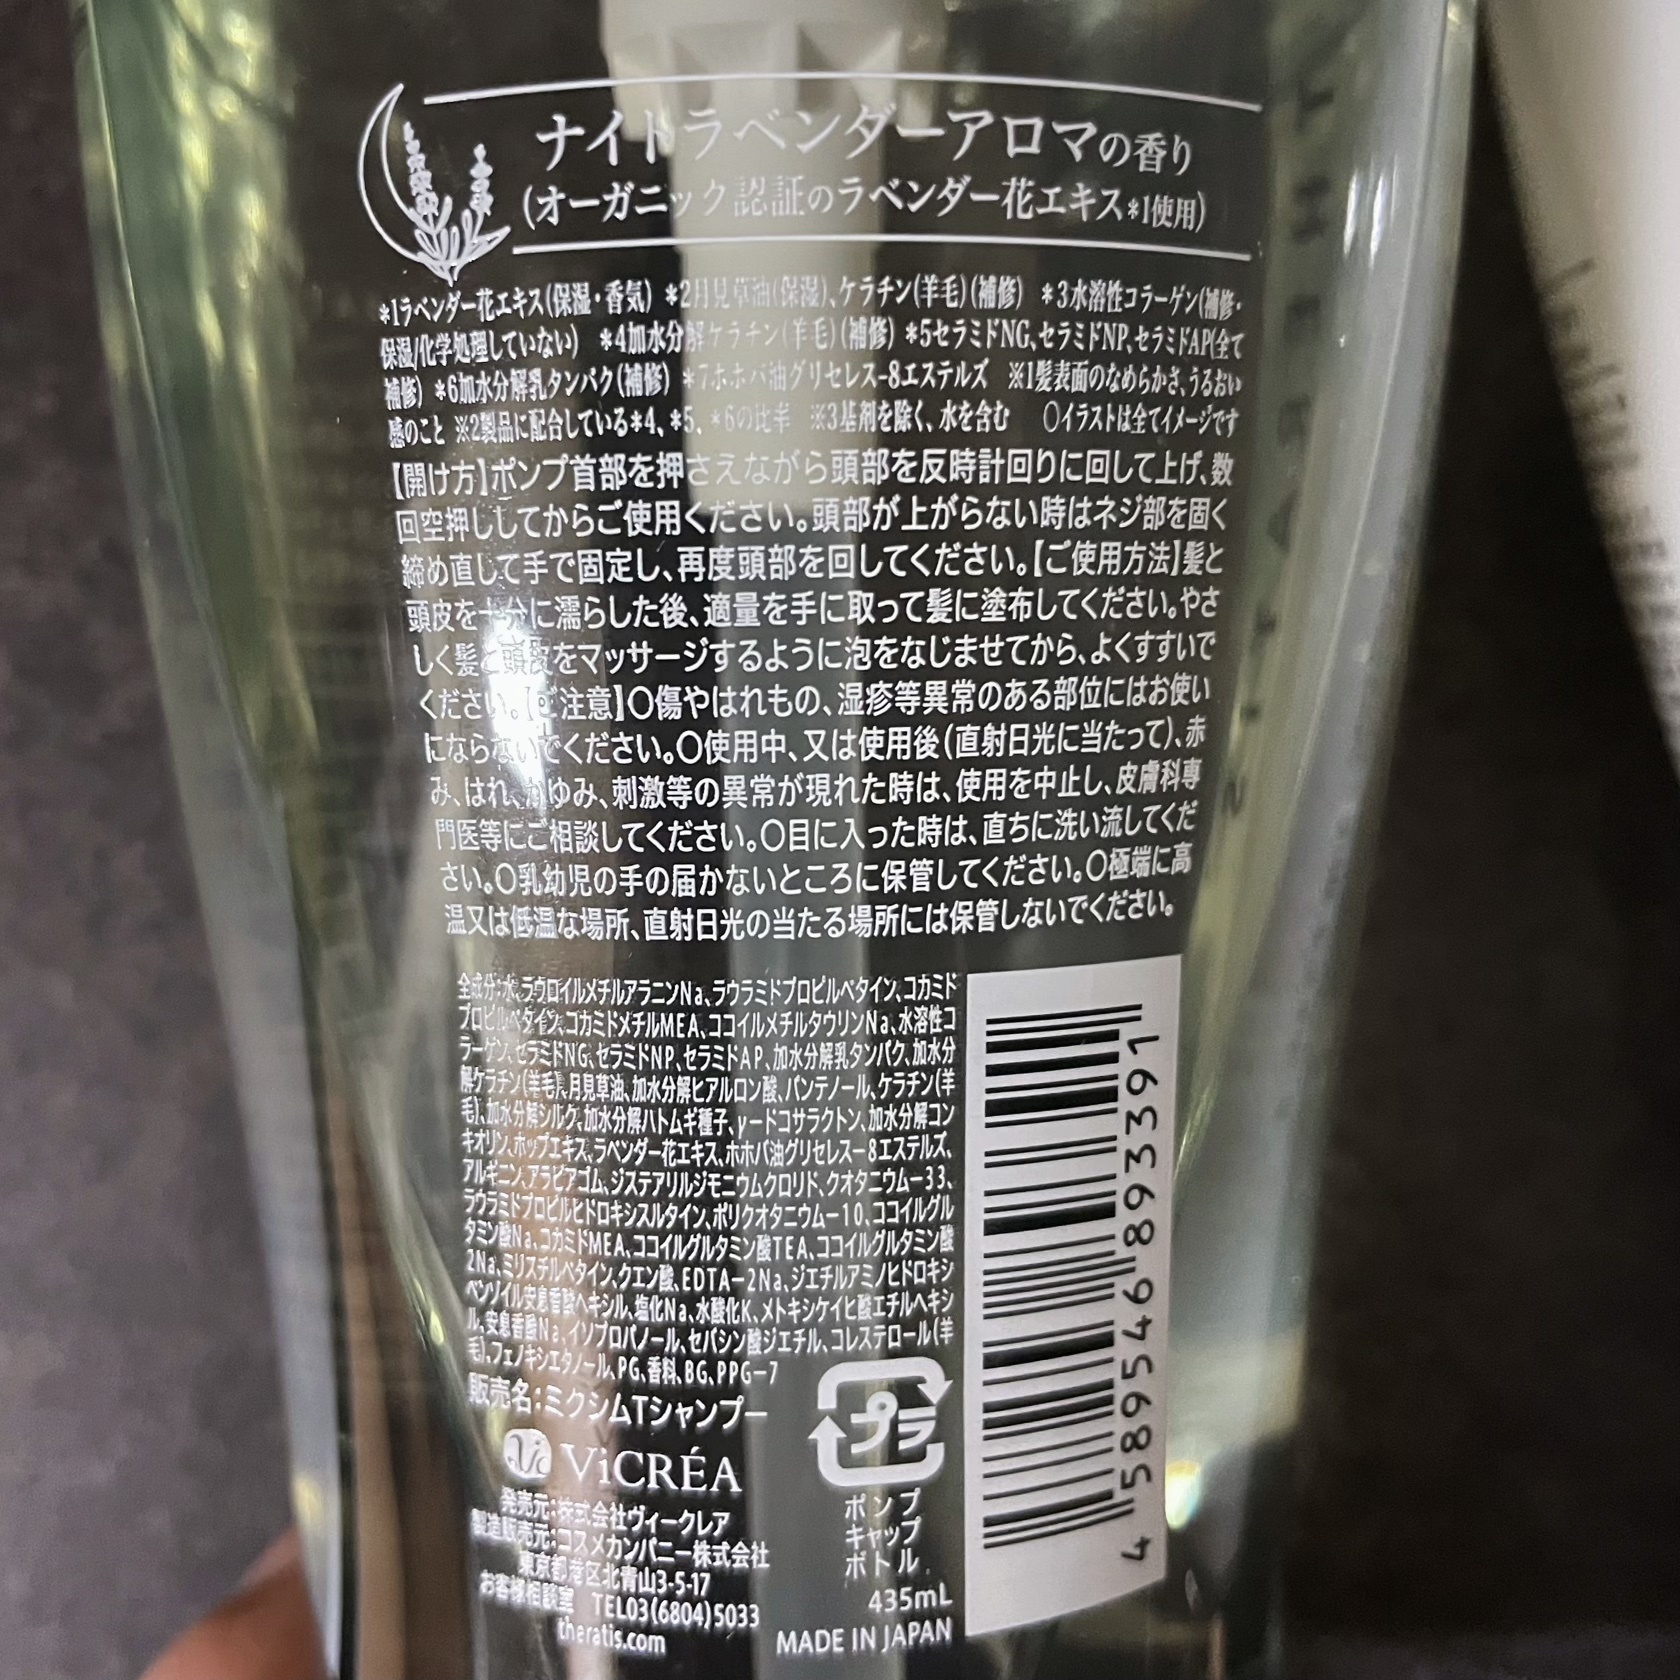 ナイトラベンダーアロマの香り
(オーガニック認証のラベンダー花エキス*1使用)
*1ラベンダー花エキス(保湿・香気) *2月見草油(保湿)、ケラチン(羊毛)(補修) *3水溶性コラーゲン(補修・
保湿/化学処理していない) *4加水分解ケラチン(羊毛)(補修) *5セラミドNG、セラミドNP、セラミドAP(全て
補修) *6加水分解乳タンパク(補修) *7ホホバ油グリセレス-8エステルズ ※1髪表面のなめらかさ、うるおい
感のこと ※2製品に配合している*4、*5、*6の比率 ※3基剤を除く、水を含む ○イラストは全てイメージです
【開け方】ポンプ首部を押さえながら頭部を反時計回りに回して上げ、数
回空押ししてからご使用ください。頭部が上がらない時はネジ部を固く
締め直して手で固定し、再度頭部を回してください。【ご使用方法】髪と
頭皮を十分に濡らした後、適量を手に取って髪に塗布してください。やさ
しく髪と頭皮をマッサージするように泡をなじませてから、よくすすいで
ください。【ご注意】○傷やはれもの、湿疹等異常のある部位にはお使い
にならないでください。○使用中、又は使用後(直射日光に当たって)、赤
み、はれ、かゆみ、刺激等の異常が現れた時は、使用を中止し、皮膚科専
門医等にご相談してください。○目に入った時は、直ちに洗い流してくだ
さい。○乳幼児の手の届かないところに保管してください。○極端に高
温又は低温な場所、直射日光の当たる場所には保管しないでください。
全成分:水、ラウロイルメチルアラニンNa、ラウラミドプロピルベタイン、コカミド
プロピルベタイン、コカミドメチルMEA、ココイルメチルタウリンNa、水溶性コ
ラーゲン、セラミドNG、セラミドNP、セラミドAP、加水分解乳タンパク、加水分
解ケラチン(羊毛)、月見草油、加水分解ヒアルロン酸、パンテノール、ケラチン(羊
毛)、加水分解シルク、加水分解ハトムギ種子、γードコサラクトン、加水分解コン
キオリン、ホップエキス、ラベンダー花エキス、ホホバ油グリセレスー8エステルズ、
アルギニン、アラビアゴム、ジステアリルジモニウムクロリド、クオタニウムー33、
ラウラミドプロピルヒドロキシスルタイン、ポリクオタニウムー10、ココイルグル
タミン酸Na、コカミドMEA、ココイルグルタミン酸TEA、ココイルグルタミン酸
2Na、ミリスチルベタイン、クエン酸、EDTAー2Na、ジエチルアミノヒドロキシ
ベンゾイル安息香酸ヘキシル、塩化Na、水酸化K、メトキシケイヒ酸エチルヘキシ
ル、安息香酸Na、イソプロパノール、セバシン酸ジエチル、コレステロール(羊
毛)、フェノキシエタノール、PG、香料、BG、PPGー7
販売名:ミクシムTシャンプー
Vi ViCRÉA
発売元:株式会社ヴィークレア
製造販売元:コスメカンパニー株式会社
東京都港区北青山3-5-17
お客様相談室 TEL03(6804)5033
theratis.com
プラ
ポンプ
キャップ
ボトル
435mL
MADE IN JAPAN
4 589546 893391